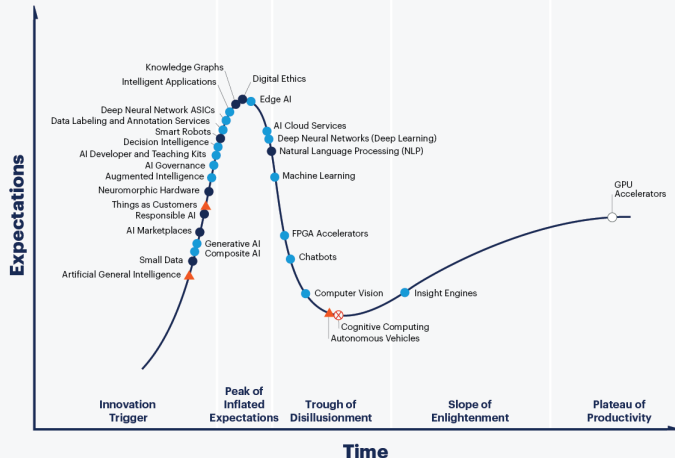 Knowledge Graphs
Intelligent Applications
Digital Ethics
Edge AI
Deep Neural Network ASICs
Data Labeling and Annotation Services
Smart Robots
Decision Intelligence
AI Developer and Teaching Kits
AI Governance
Augmented Intelligence
Neuromorphic Hardware
Things as Customers
Responsible AI
AI Marketplaces
Generative AI
Composite AI
Small Data
Artificial General Intelligence
AI Cloud Services
Deep Neural Networks (Deep Learning)
Natural Language Processing (NLP)
Machine Learning
FPGA Accelerators
Chatbots
Computer Vision
Insight Engines
Cognitive Computing
Autonomous Vehicles
GPU
Accelerators
Expectations
Innovation
Trigger
Peak of
Inflated
Expectations
Trough of
Disillusionment
Slope of
Enlightenment
Plateau of
Productivity
Time